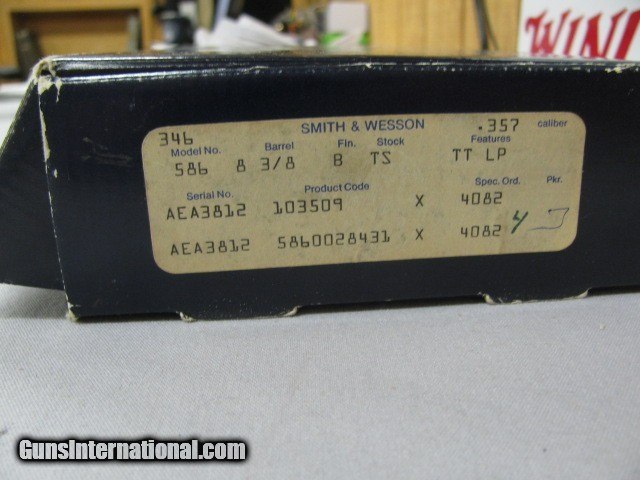 WIN
346 SMITH & WESSON .357 caliber
Model No. Barrel Fin. Stock Features
586 8 3/8 B TS TT LP
Serial No. Product Code Spec. Ord. Pkr.
AEA3812 103509 X 4082
AEA3812 5860028431 X 4082 4
GunsInternational.com